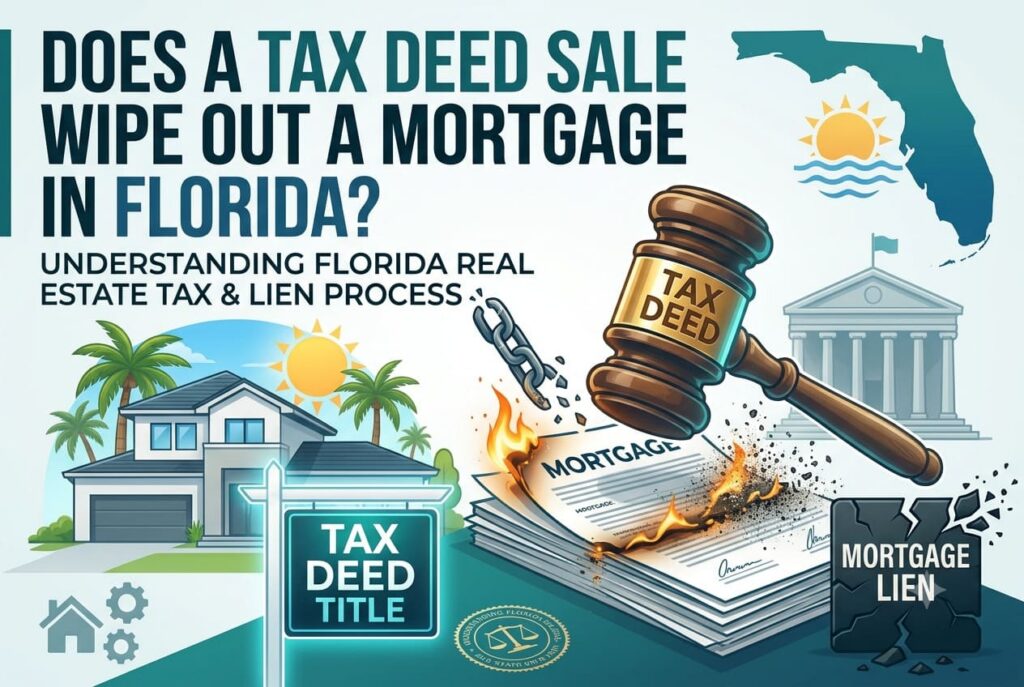 DOES A TAX DEED SALE
WIPE OUT A MORTGAGE
IN FLORIDA?
UNDERSTANDING FLORIDA REAL
ESTATE TAX & LIEN PROCESS
TAX
DEED
MORTGAGE
TAX
DEED
TITLE
MORTGAGE
LIEN